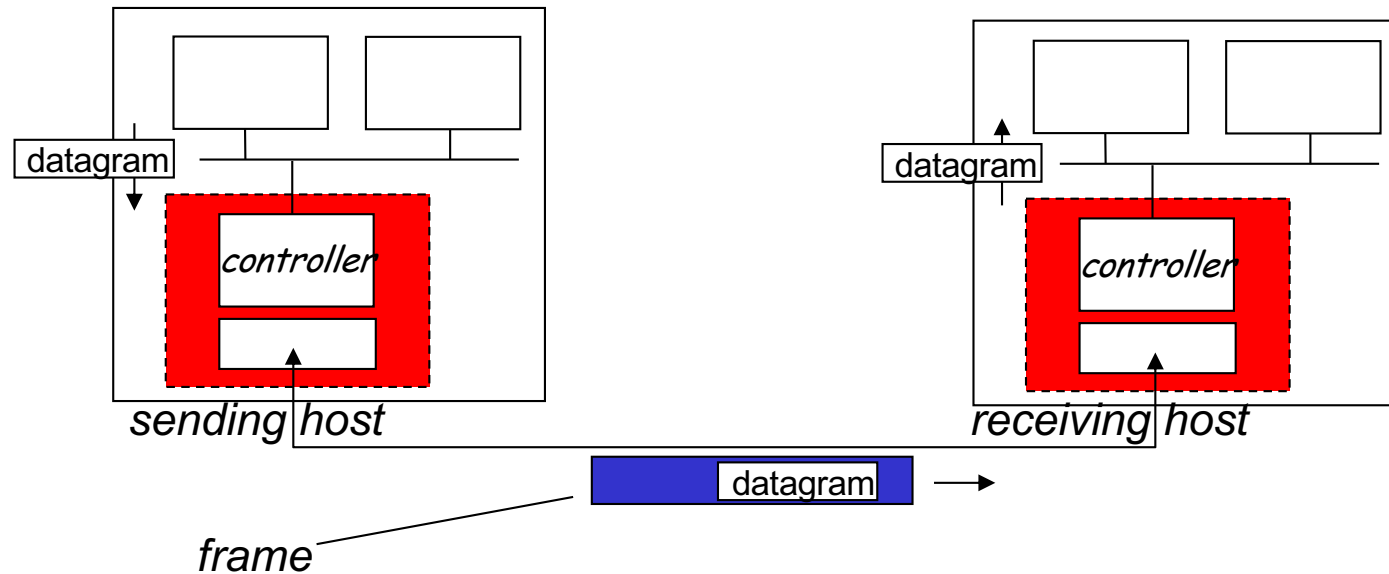 datagram
datagram
controller
controller
sending host
receiving host
datagram
frame